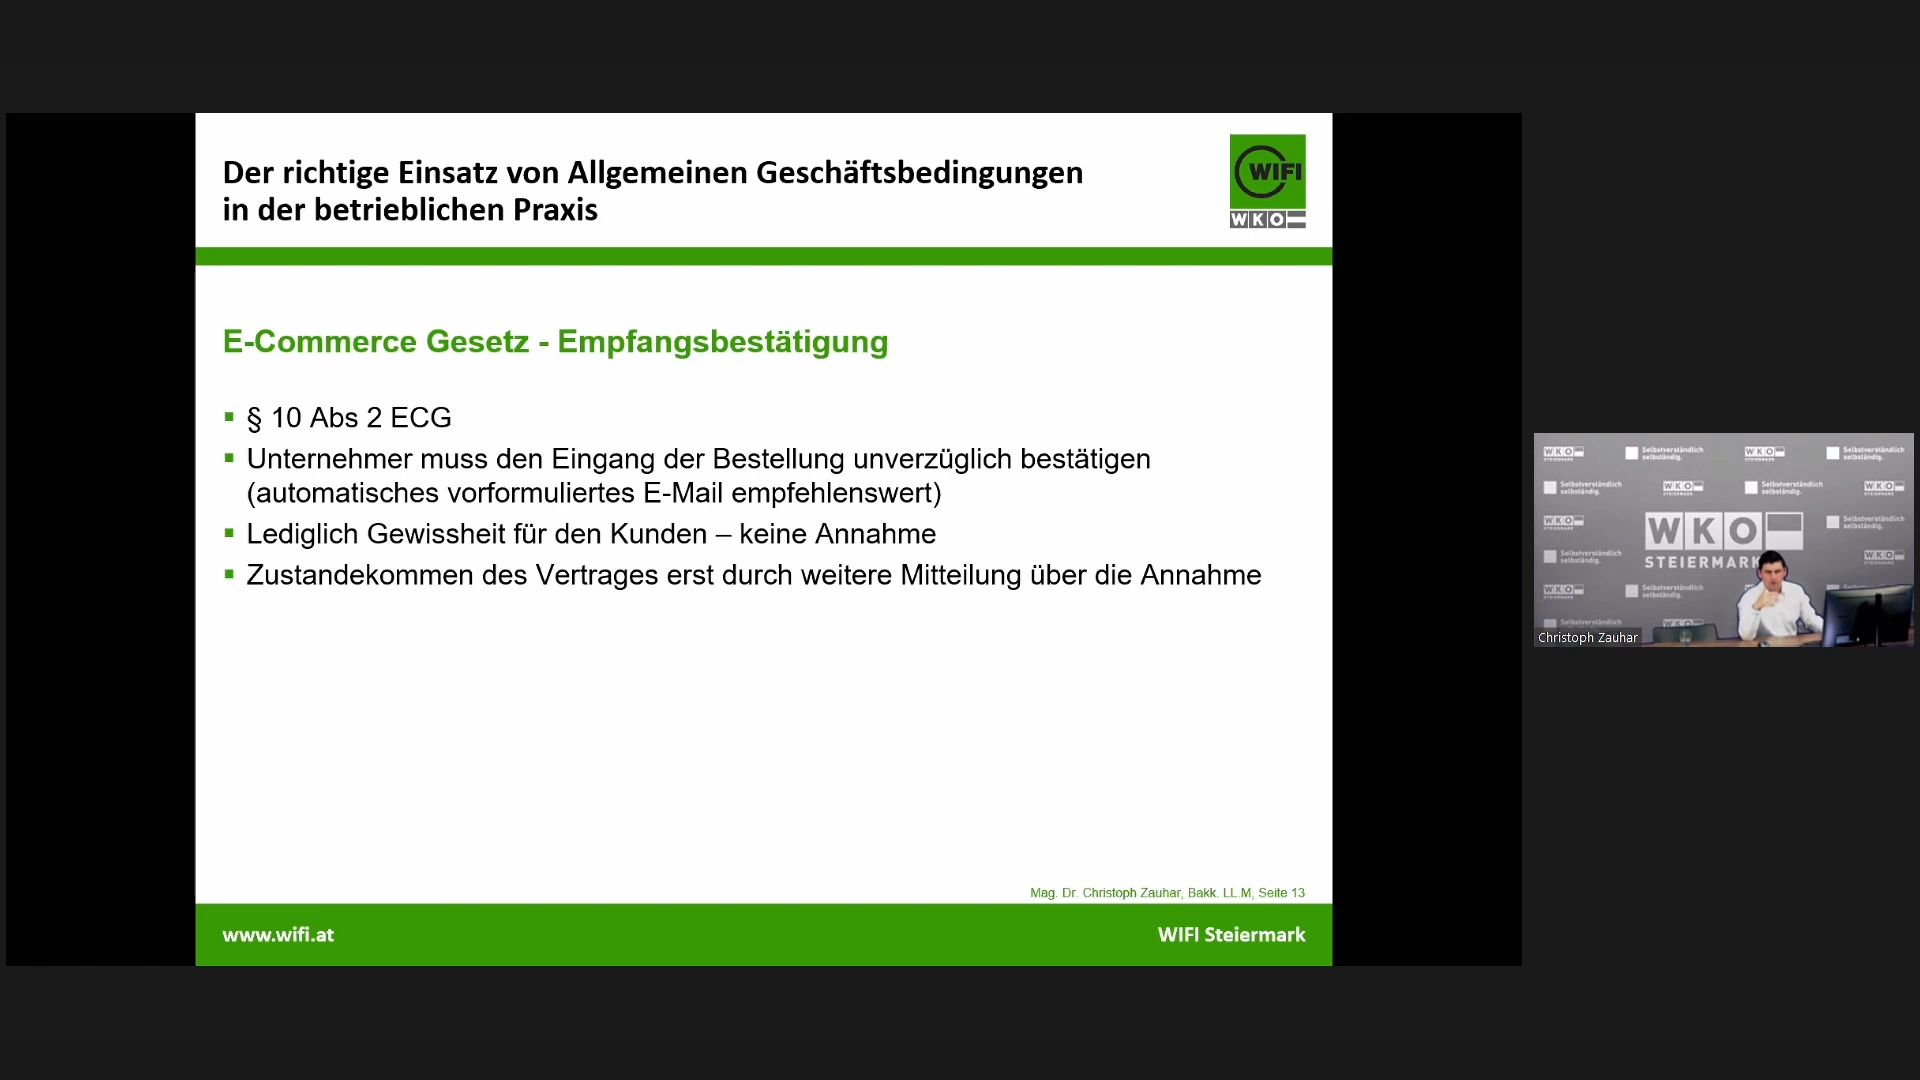 Der richtige Einsatz von Allgemeinen Geschäftsbedingungen
in der betrieblichen Praxis
WIFI
WKO
E-Commerce Gesetz - Empfangsbestätigung
▪ § 10 Abs 2 ECG
▪ Unternehmer muss den Eingang der Bestellung unverzüglich bestätigen
(automatisches vorformuliertes E-Mail empfehlenswert)
▪ Lediglich Gewissheit für den Kunden – keine Annahme
▪ Zustandekommen des Vertrages erst durch weitere Mitteilung über die Annahme
Mag. Dr. Christoph Zauhar, Bakk. LL.M, Seite 13
www.wifi.at
WIFI Steiermark
WKO
STEIERMARK
Selbstverständlich
selbständig.
Christoph Zauhar